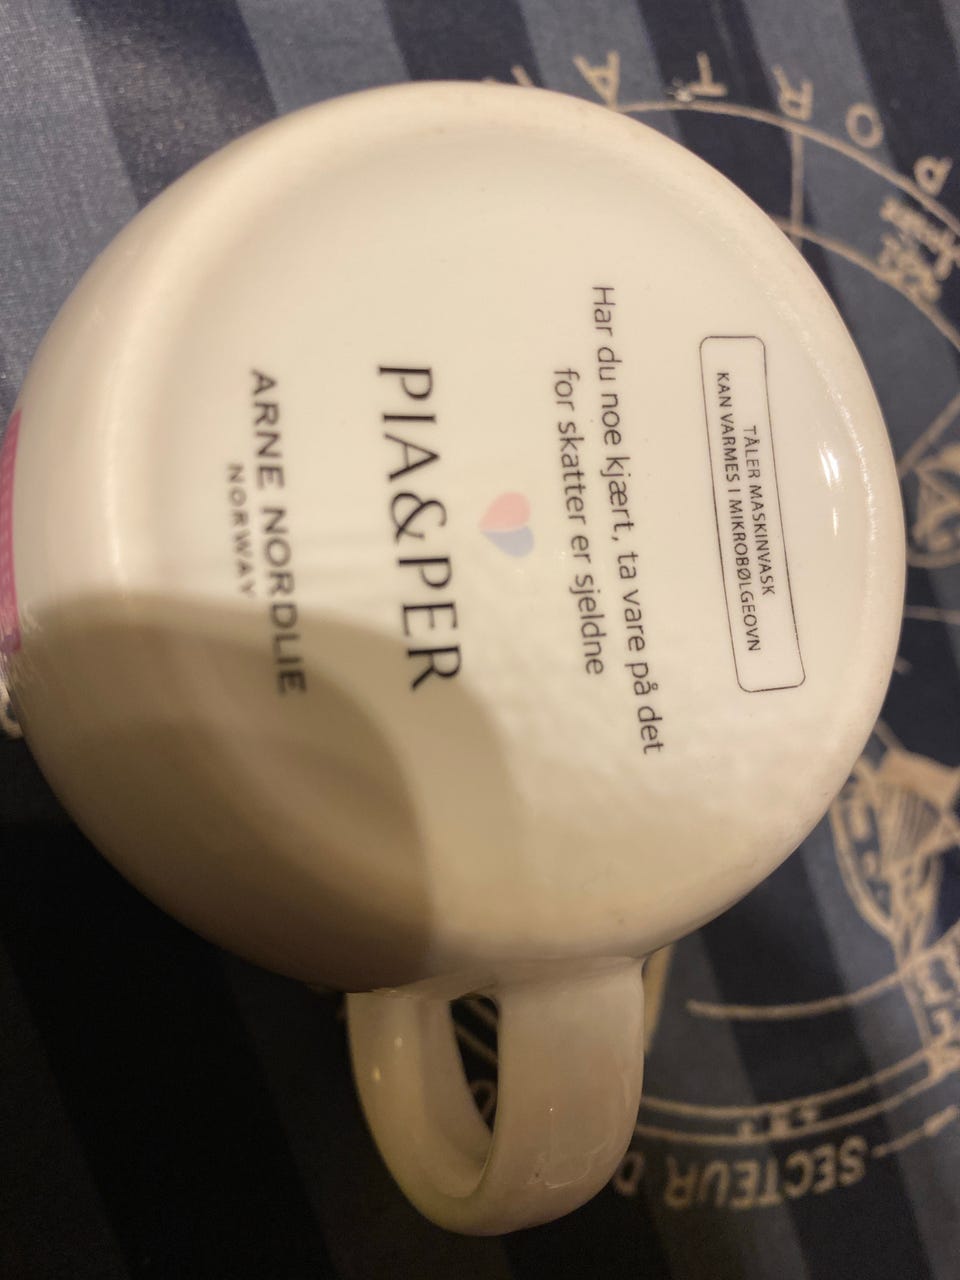 TÅLER MASKINVASK
KAN VARMES I MIKROBØLGEOVN
Har du noe kjært, ta vare på det
for skatter er sjeldne
PIA&PER
ARNE NORDLIE
NORWAY
SECTEUR D